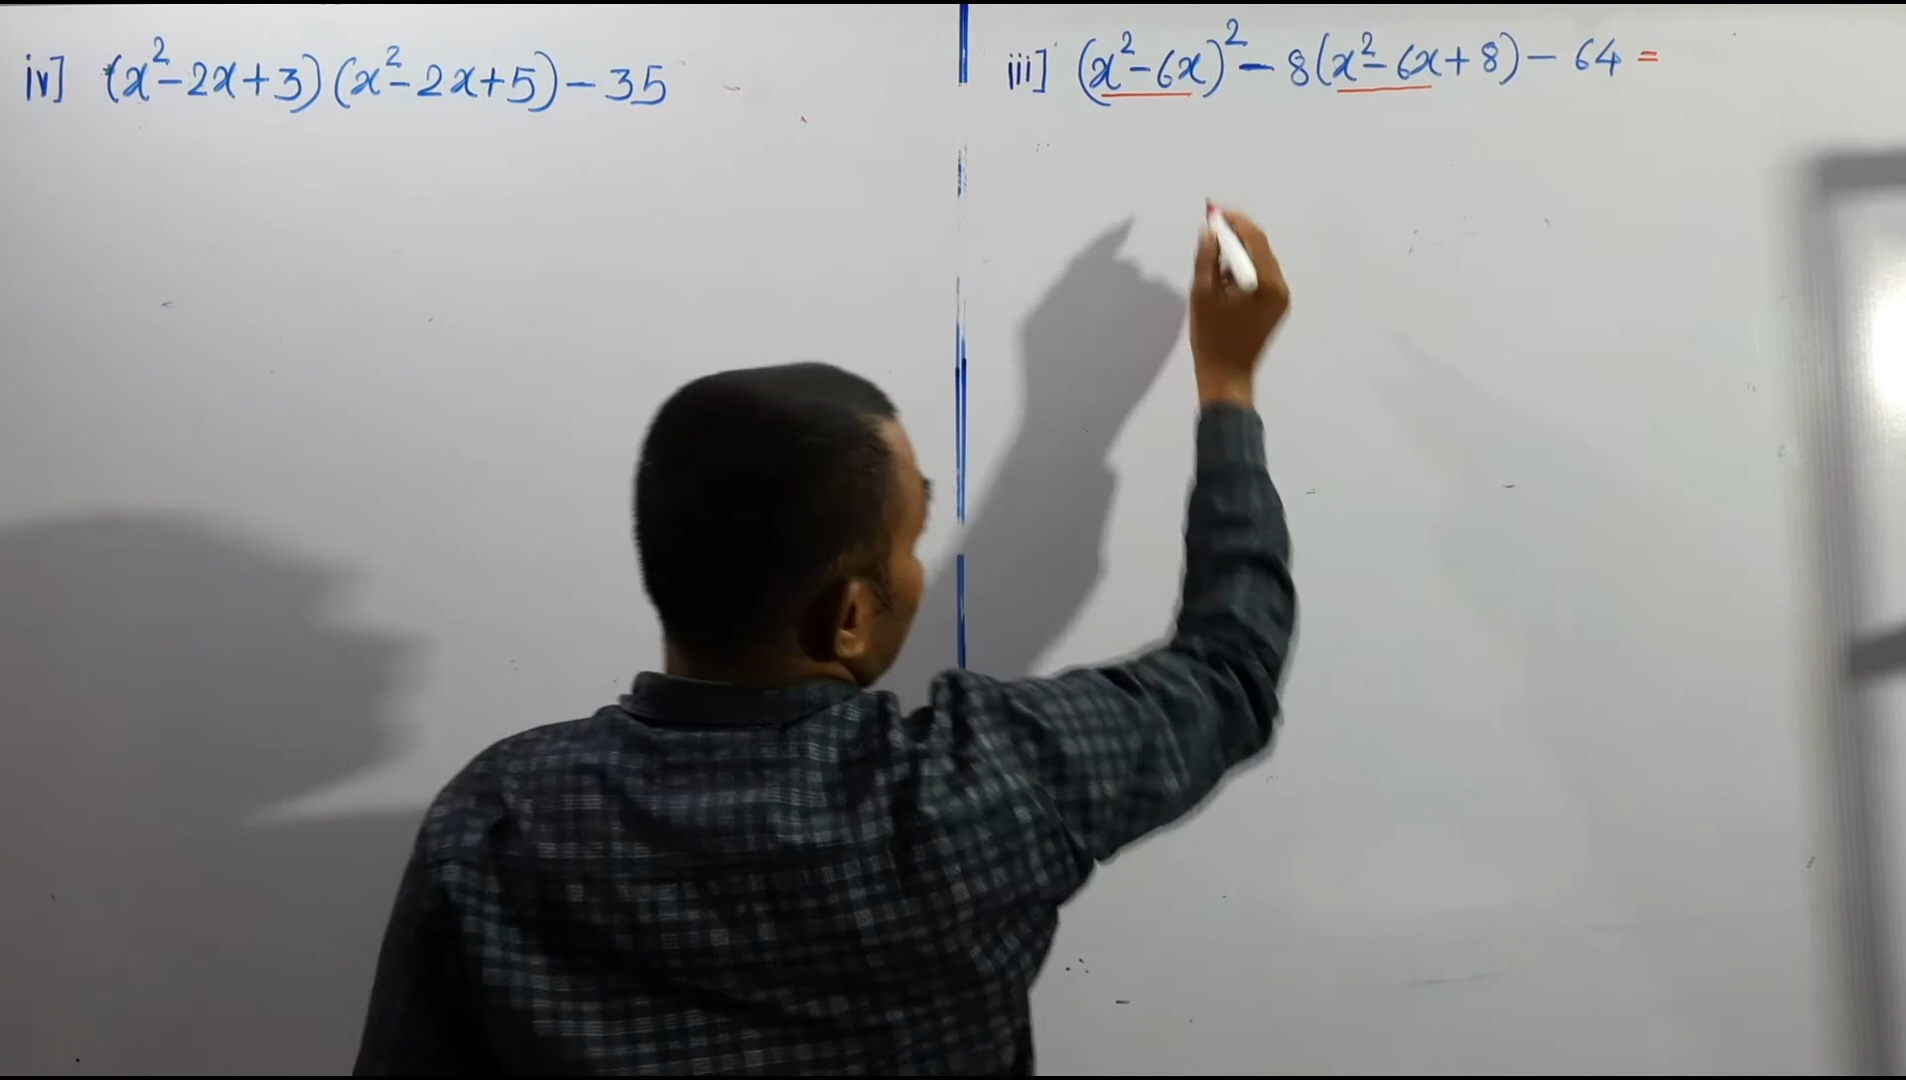 iv] (x²-2x+3)(x²-2x+5)-35
iii] (x²-6x)²-8(x²-6x+8)-64=